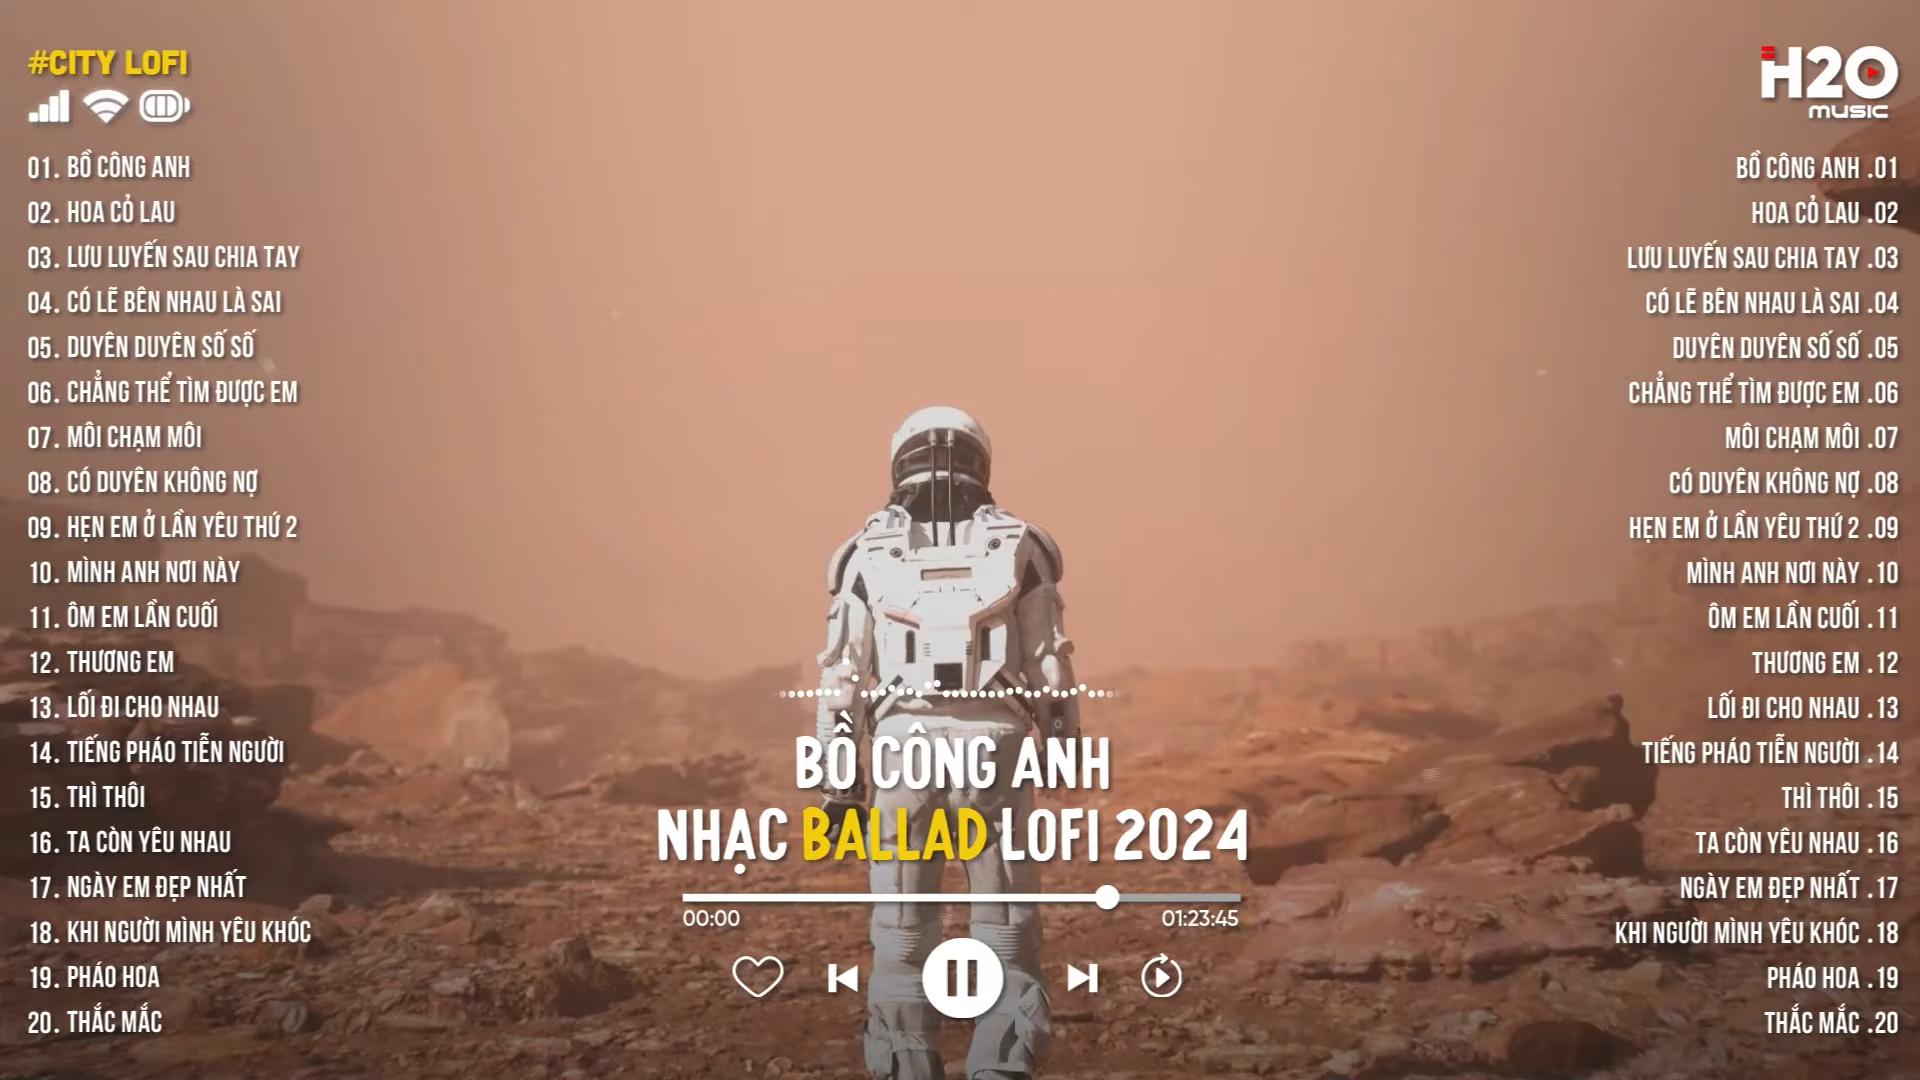 #CITY LOFI
01. BỒ CÔNG ANH
02. HOA CỎ LAU
03. LƯU LUYẾN SAU CHIA TAY
04. CÓ LẼ BÊN NHAU LÀ SAI
05. DUYÊN DUYÊN SỐ SỐ
06. CHẲNG THỂ TÌM ĐƯỢC EM
07. MÔI CHẠM MÔI
08. CÓ DUYÊN KHÔNG NỢ
09. HẸN EM Ở LẦN YÊU THỨ 2
10. MÌNH ANH NƠI NÀY
11. ÔM EM LẦN CUỐI
12. THƯƠNG EM
13. LỐI ĐI CHO NHAU
14. TIẾNG PHÁO TIỄN NGƯỜI
15. THÌ THÔI
16. TA CÒN YÊU NHAU
17. NGÀY EM ĐẸP NHẤT
18. KHI NGƯỜI MÌNH YÊU KHÓC
19. PHÁO HOA
20. THẮC MẮC
BỒ CÔNG ANH
NHẠC BALLAD LOFI 2024
00:00
01:23:45
H2O
MUSIC
BỒ CÔNG ANH .01
HOA CỎ LAU .02
LƯU LUYẾN SAU CHIA TAY .03
CÓ LẼ BÊN NHAU LÀ SAI .04
DUYÊN DUYÊN SỐ SỐ .05
CHẲNG THỂ TÌM ĐƯỢC EM .06
MÔI CHẠM MÔI .07
CÓ DUYÊN KHÔNG NỢ .08
HẸN EM Ở LẦN YÊU THỨ 2 .09
MÌNH ANH NƠI NÀY .10
ÔM EM LẦN CUỐI .11
THƯƠNG EM .12
LỐI ĐI CHO NHAU .13
TIẾNG PHÁO TIỄN NGƯỜI .14
THÌ THÔI .15
TA CÒN YÊU NHAU .16
NGÀY EM ĐẸP NHẤT .17
KHI NGƯỜI MÌNH YÊU KHÓC .18
PHÁO HOA .19
THẮC MẮC .20